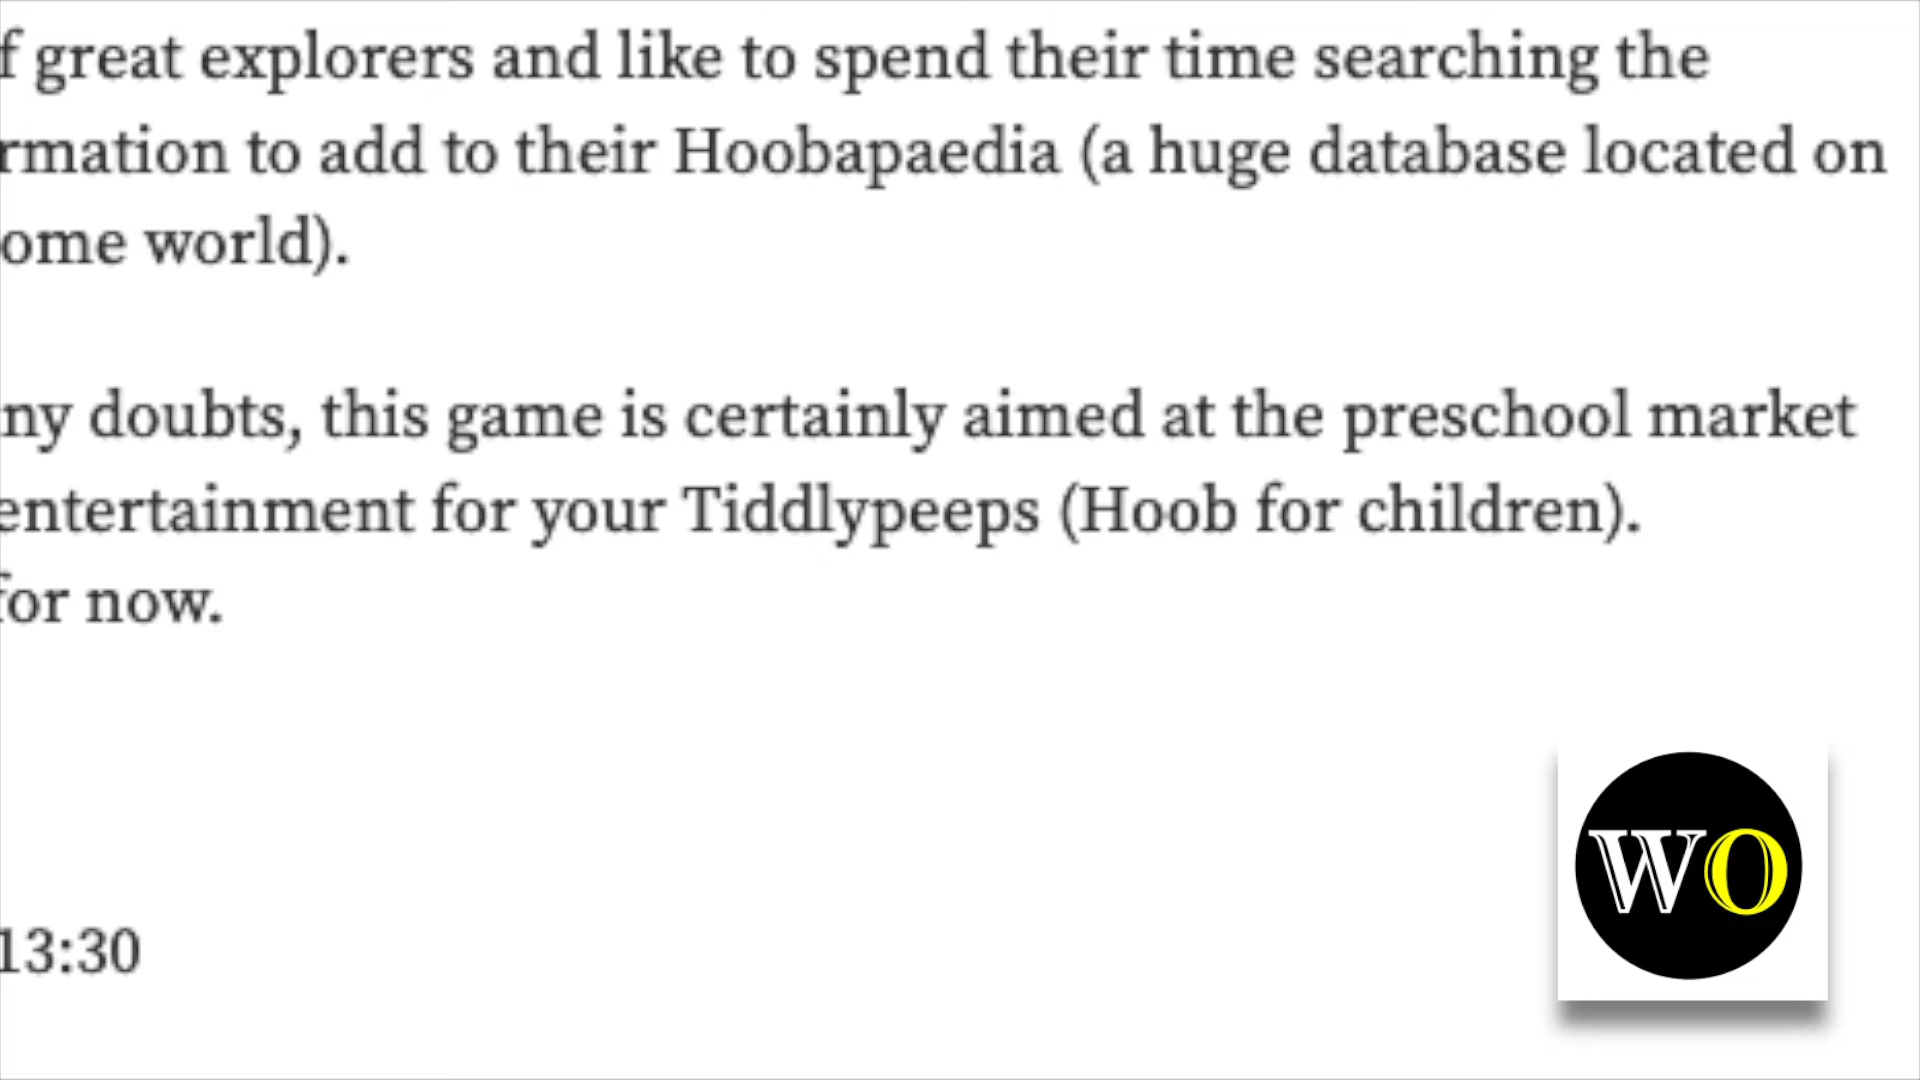 f great explorers and like to spend their time searching the
rmation to add to their Hoobapaedia (a huge database located on
ome world).
ny doubts, this game is certainly aimed at the preschool market
entertainment for your Tiddlypeeps (Hoob for children).
for now.
13:30
WO